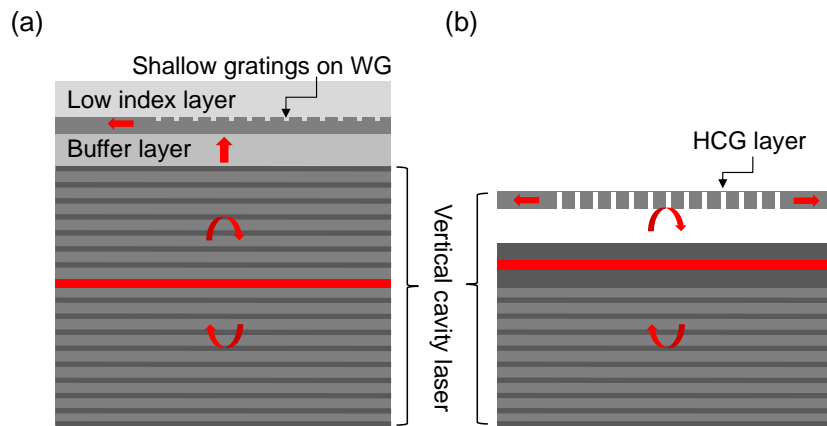 (a)
Shallow gratings on WG
Low index layer
Buffer layer
(b)
HCG layer
Vertical cavity laser